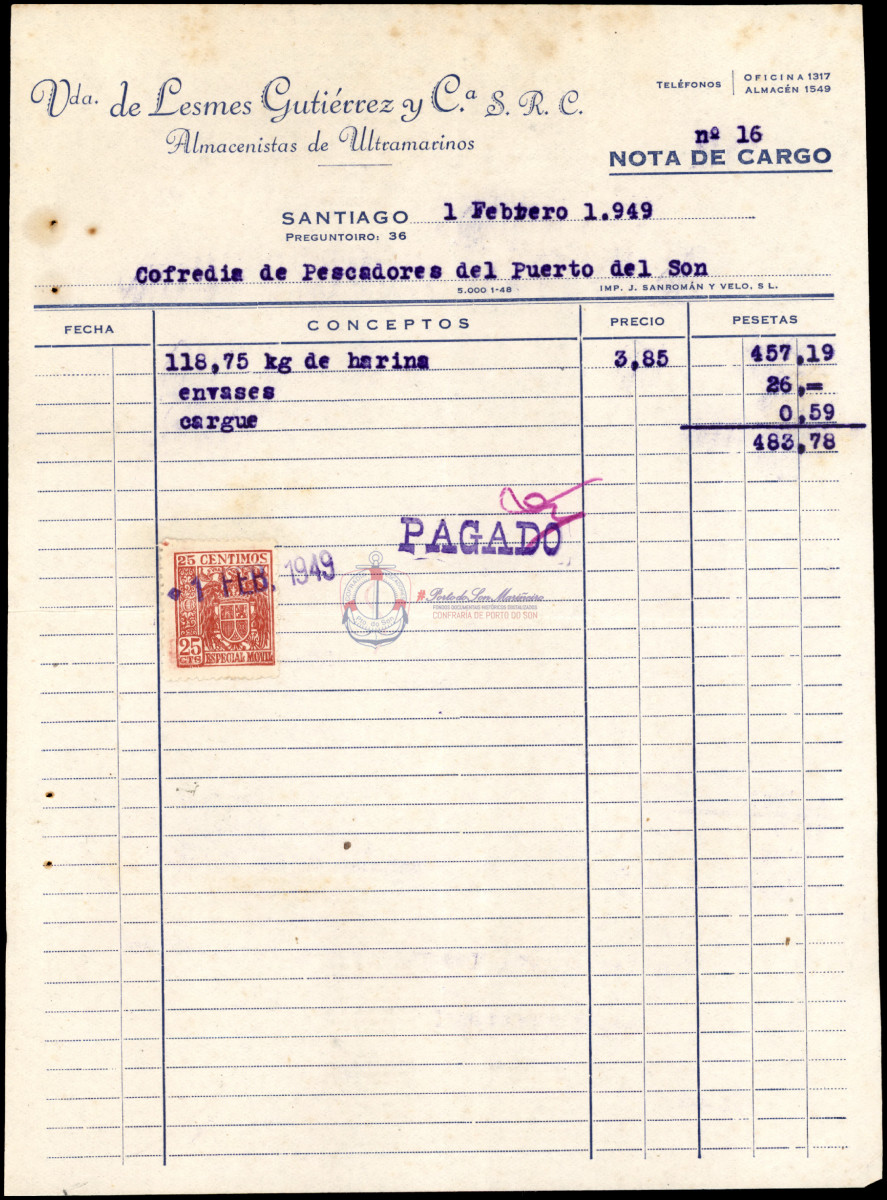 Vda. de Lesmes Gutiérrez y C.ª S. R. C.
Almacenistas de Ultramarinos
TELÉFONOS
OFICINA 1317
ALMACÉN 1549
nº 16
NOTA DE CARGO
SANTIAGO 1 Febrero 1.949
PREGUNTOIRO: 36
Cofredia de Pescadores del Puerto del Son
5.000 1-48
IMP. J. SANROMÁN Y VELO, S L.
FECHA CONCEPTOS PRECIO PESETAS
118,75 kg de harina 3,85 457,19
envases 26,=
cargue 0,59
483,78
PAGADO
25 CENTIMOS
1 FEB. 1949
25
CTS
ESPECIAL MOVIL
#Porto do Son Mariñeiro
FONDOS DOCUMENTAIS HISTÓRICOS DIXITALIZADOS
CONFRARÍA DE PORTO DO SON